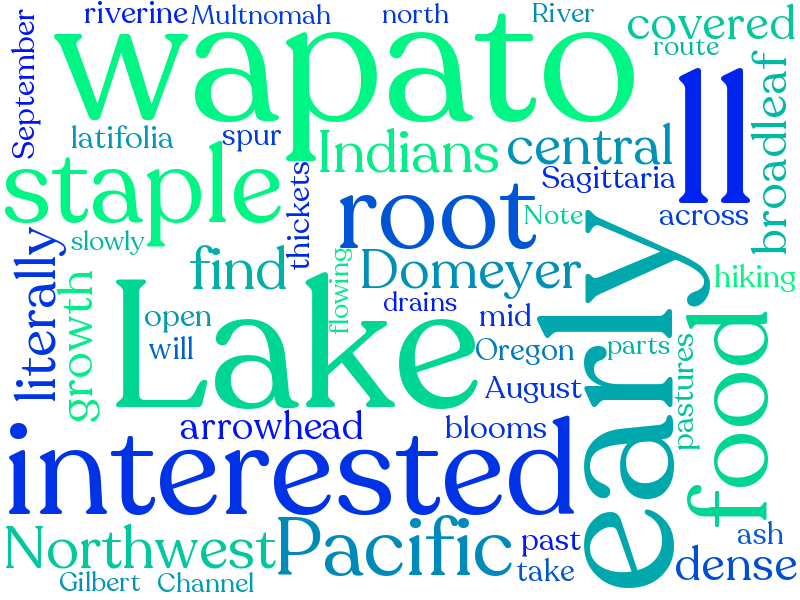 riverine
Multnomah
north
River
covered
route
September
wapato
ll
broadleaf
latifolia
spur
Indians
central
Sagittaria
staple
thickets
root
Note
across
slowly
literally
find
flowing
Domeyer
early
hiking
growth
Lake
drains
open
will
mid
Oregon
parts
pastures
food
August
arrowhead
blooms
interested
Northwest
Pacific
past
ash
take
dense
Gilbert
Channel